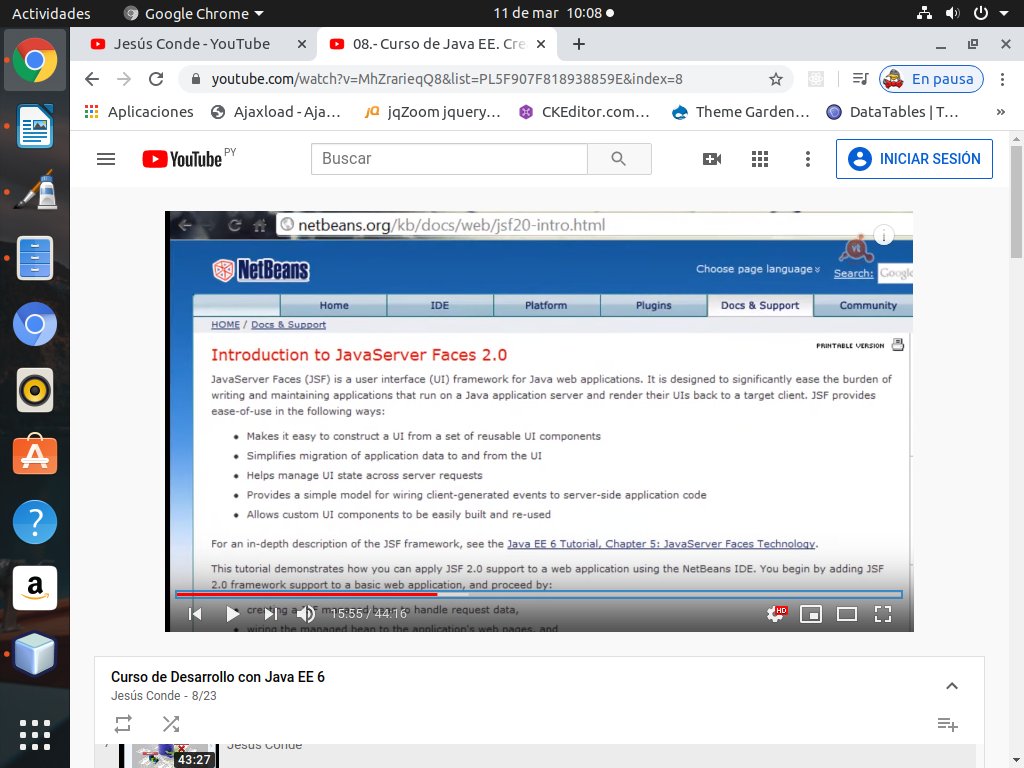 Actividades
Google Chrome
11 de mar 10:08
Jesús Conde - YouTube
08.- Curso de Java EE. Cre
youtube.com/watch?v=MhZrarieqQ8&list=PL5F907F818938859E&index=8
En pausa
Aplicaciones
Ajaxload - Aja...
jqZoom jquery...
CKEditor.com...
Theme Garden...
DataTables | T...
YouTube PY
Buscar
INICIAR SESIÓN
netbeans.org/kb/docs/web/jsf20-intro.html
NetBeans
Choose page language
Search:
Google
Home
IDE
Platform
Plugins
Docs & Support
Community
HOME / Docs & Support
PRINTABLE VERSION
Introduction to JavaServer Faces 2.0
JavaServer Faces (JSF) is a user interface (UI) framework for Java web applications. It is designed to significantly ease the burden of
writing and maintaining applications that run on a Java application server and render their UIs back to a target client. JSF provides
ease-of-use in the following ways:
Makes it easy to construct a UI from a set of reusable UI components
Simplifies migration of application data to and from the UI
Helps manage UI state across server requests
Provides a simple model for wiring client-generated events to server-side application code
Allows custom UI components to be easily built and re-used
For an in-depth description of the JSF framework, see the Java EE 6 Tutorial, Chapter 5: JavaServer Faces Technology.
This tutorial demonstrates how you can apply JSF 2.0 support to a web application using the NetBeans IDE. You begin by adding JSF
2.0 framework support to a basic web application, and proceed by:
creating a JSF managed bean to handle request data,
wiring the managed bean to the application's web pages, and
15:55 / 44:16
HD
Curso de Desarrollo con Java EE 6
Jesús Conde - 8/23
Jesús Conde
43:27